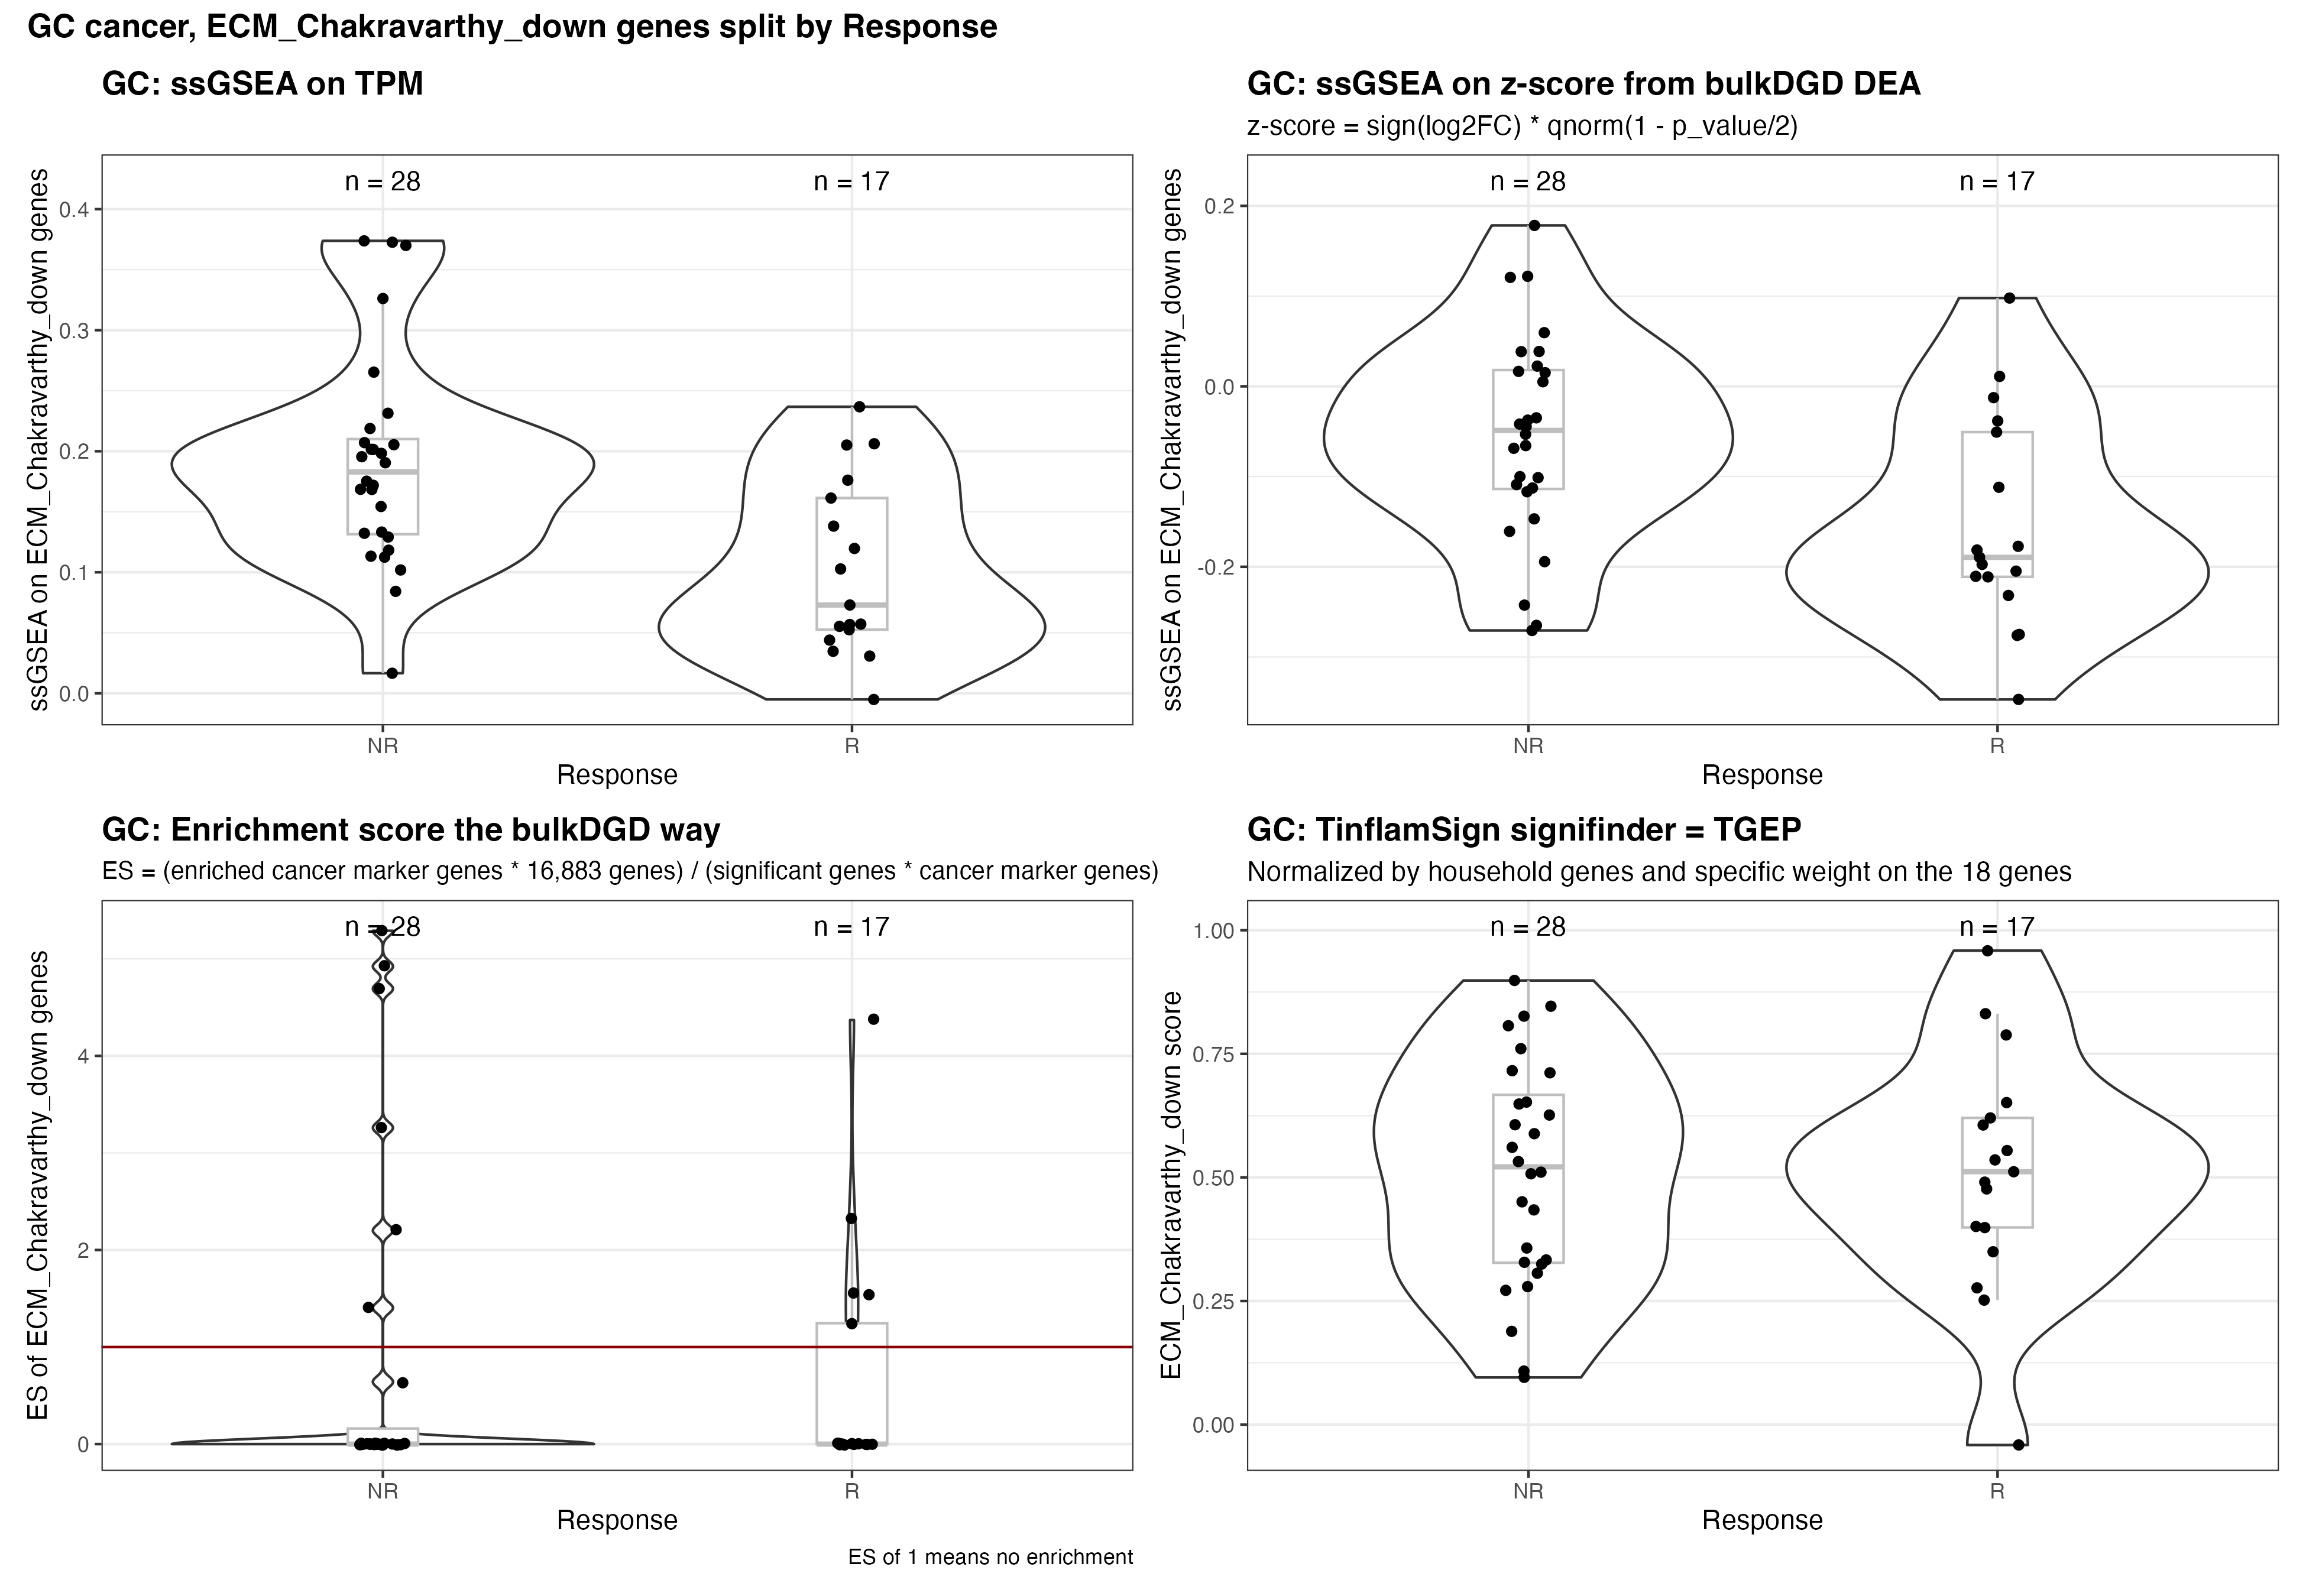 GC cancer, ECM_Chakravarthy_down genes split by Response
GC: ssGSEA on TPM
ssGSEA on ECM_Chakravarthy_down genes
0.4
0.3
0.2
0.1
0.0
n = 28
n = 17
NR
R
Response
GC: ssGSEA on z-score from bulkDGD DEA
z-score = sign(log2FC) * qnorm(1 - p_value/2)
ssGSEA on ECM_Chakravarthy_down genes
0.2
0.0
-0.2
n = 28
n = 17
NR
R
Response
GC: Enrichment score the bulkDGD way
ES = (enriched cancer marker genes * 16,883 genes) / (significant genes * cancer marker genes)
ES of ECM_Chakravarthy_down genes
4
2
0
n = 28
n = 17
NR
R
Response
ES of 1 means no enrichment
GC: TinflamSign signifinder = TGEP
Normalized by household genes and specific weight on the 18 genes
ECM_Chakravarthy_down score
1.00
0.75
0.50
0.25
0.00
n = 28
n = 17
NR
R
Response